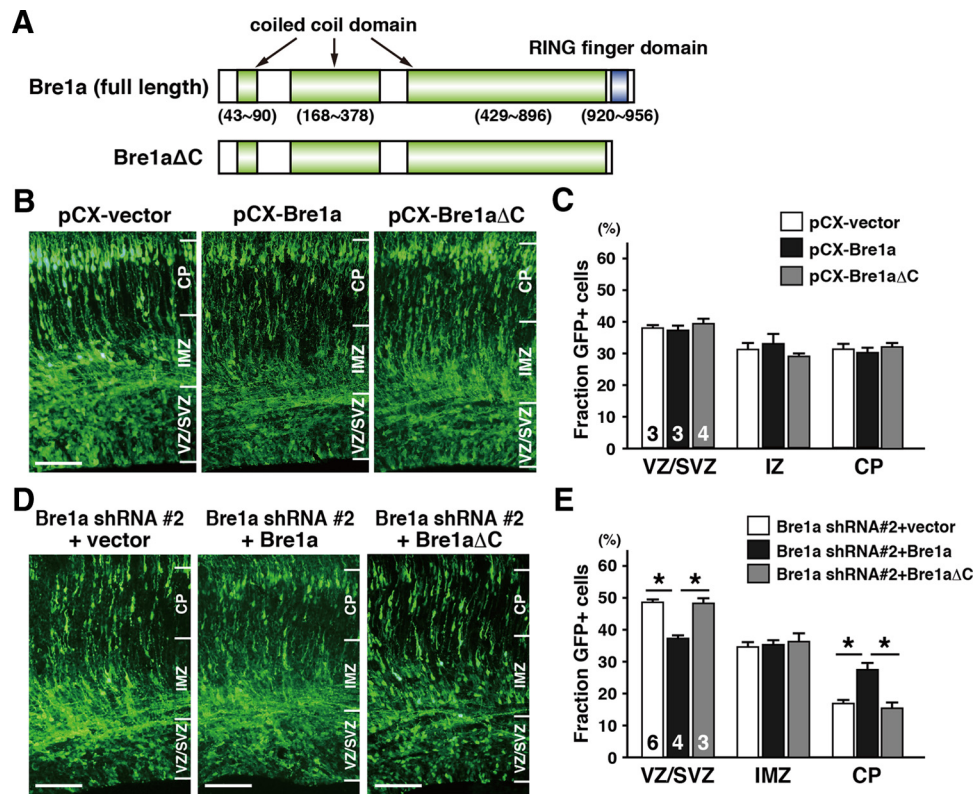 A
coiled coil domain
RING finger domain
Bre1a (full length)
(43~90) (168~378) (429~896) (920~956)
Bre1aΔC
B
pCX-vector pCX-Bre1a pCX-Bre1aΔC
CP
IMZ
VZ/SVZ
CP
IMZ
VZ/SVZ
CP
IMZ
VZ/SVZ
C
pCX-vector
pCX-Bre1a
pCX-Bre1aΔC
(%)
Fraction GFP+ cells
60
50
40
30
20
10
0
3 3 4
VZ/SVZ IZ CP
D
Bre1a shRNA #2
+ vector
Bre1a shRNA #2
+ Bre1a
Bre1a shRNA #2
+ Bre1aΔC
CP
IMZ
VZ/SVZ
CP
IMZ
VZ/SVZ
CP
IMZ
VZ/SVZ
E
Bre1a shRNA#2+vector
Bre1a shRNA#2+Bre1a
Bre1a shRNA#2+Bre1aΔC
(%)
Fraction GFP+ cells
60
50
40
30
20
10
0
* *
* *
6 4 3
VZ/SVZ IMZ CP